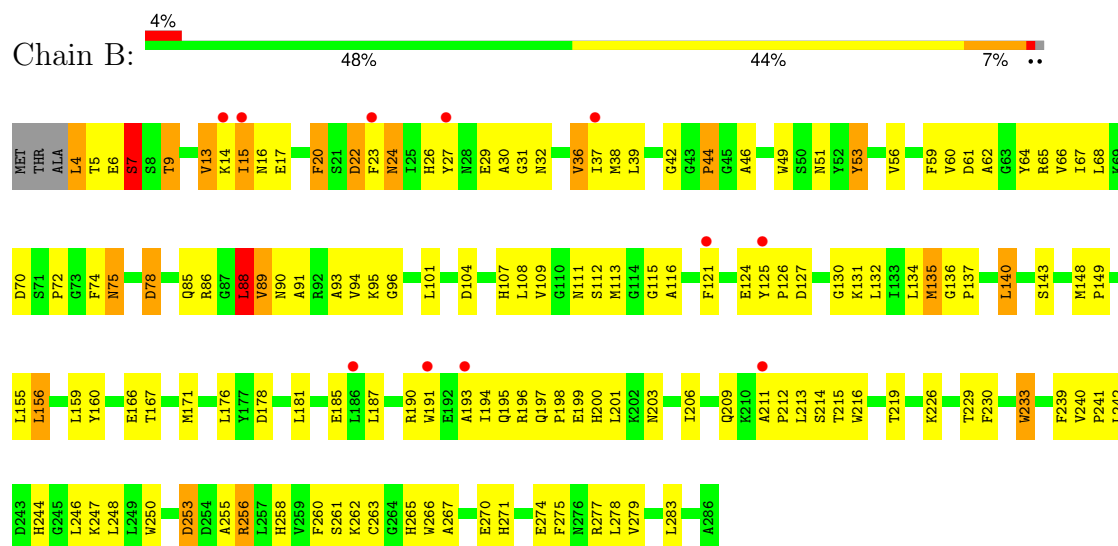 4%
Chain B:
48% 44% 7% ••
MET THR ALA L4 T5 E6 S7 S8 T9 V13 K14 I15 N16 E17 F20 S21 D22 F23 N24 I25 H26 Y27 N28 E29 A30 G31 N32 V36 I37 M38 L39 G42 G43 P44 G45 A46 W49 S50 N51 Y52 Y53 V56 F59 V60 D61 A62 G63 Y64 R65 V66 I67 L68 K69
D70 S71 P72 G73 F74 N75 D78 Q85 R86 G87 L88 V89 N90 A91 R92 A93 V94 K95 G96 L101 D104 H107 L108 V109 G110 N111 S112 M113 G114 G115 A116 F121 E124 Y125 P126 D127 G130 K131 L132 I133 L134 M135 G136 P137 L140 S143 M148 P149
L155 L156 L159 Y160 E166 T167 M171 L176 Y177 D178 L181 E185 L186 L187 R190 W191 E192 A193 I194 Q195 R196 Q197 P198 E199 H200 L201 K202 N203 I206 Q209 K210 A211 P212 L213 S214 T215 W216 T219 K226 T229 F230 W233 F239 V240 P241 L242
D243 H244 G245 L246 K247 L248 L249 W250 D253 D254 A255 R256 L257 H258 V259 F260 S261 K262 C263 G264 H265 W266 A267 E270 H271 E274 F275 N276 R277 L278 V279 L283 A286